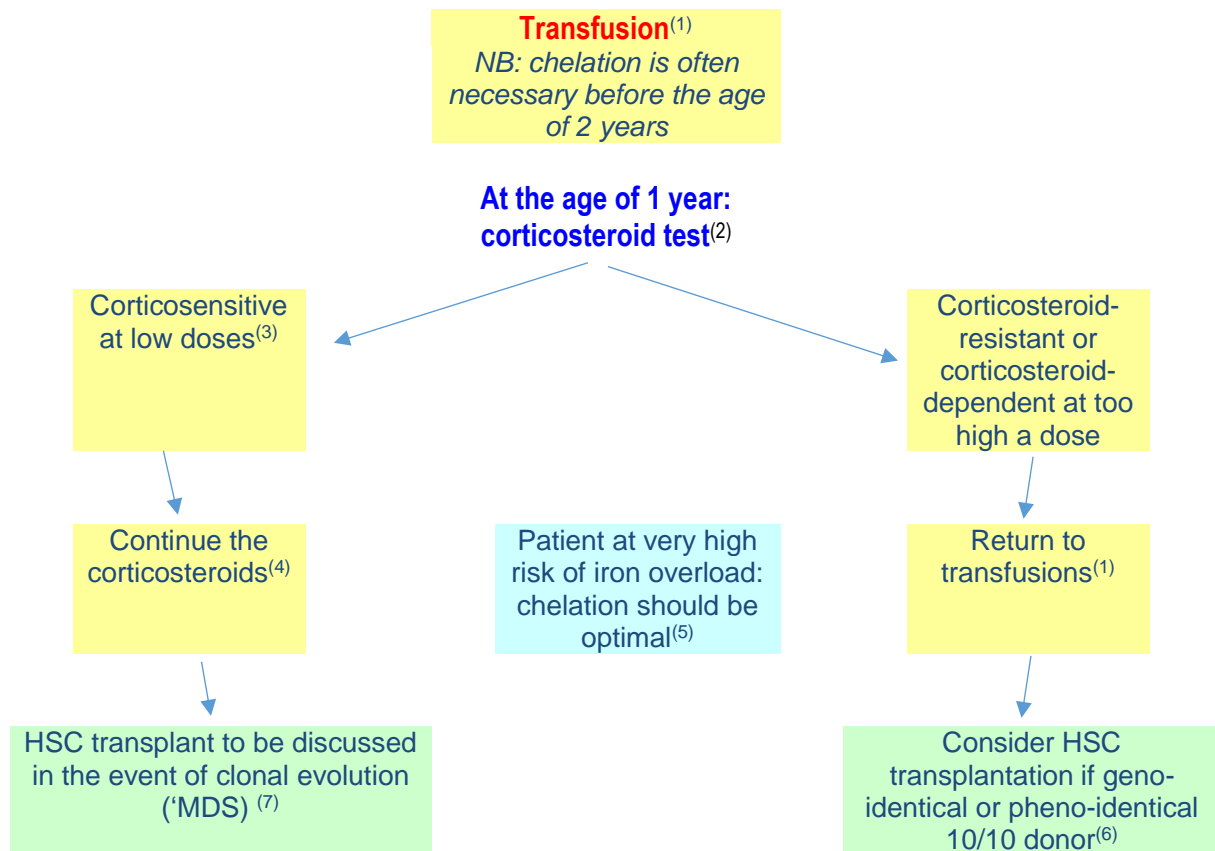 Transfusion(1)
NB: chelation is often
necessary before the age
of 2 years
At the age of 1 year:
corticosteroid test(2)
Corticosensitive
at low doses(3)
Corticosteroid-
resistant or
corticosteroid-
dependent at too
high a dose
Continue the
corticosteroids(4)
Patient at very high
risk of iron overload:
chelation should be
optimal(5)
Return to
transfusions(1)
HSC transplant to be discussed
in the event of clonal evolution
(‘MDS) (7)
Consider HSC
transplantation if geno-
identical or pheno-identical
10/10 donor(6)